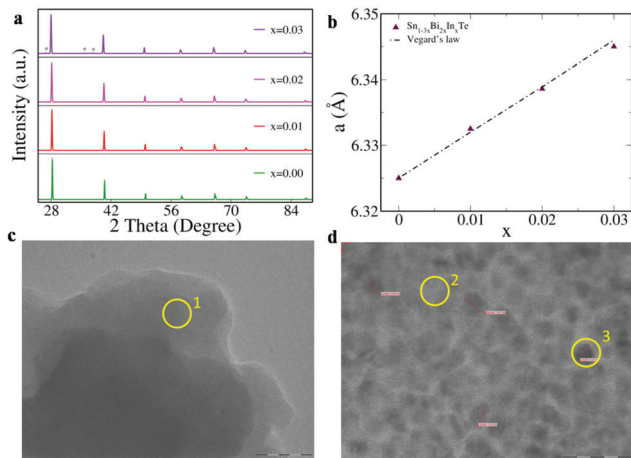 a
x=0.03
x=0.02
x=0.01
x=0.00
Intensity (a.u.)
28 42 56 70 84
2 Theta (Degree)
b
Sn1-3xBi2xInxTe
Vegard's law
6.35
6.34
6.33
6.32
a (Å)
0 0.01 0.02 0.03
x
c
1
d
2
3